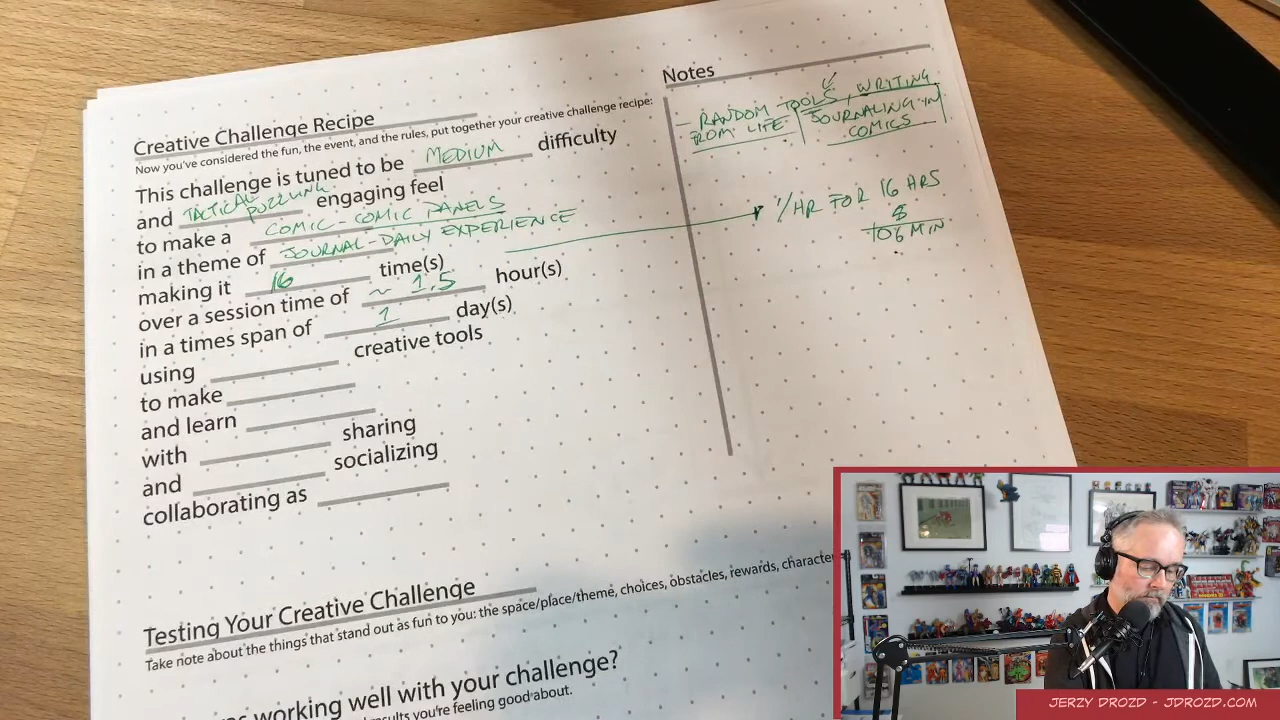 Creative Challenge Recipe
Now you've considered the fun, the event, and the rules, put together your creative challenge recipe:
This challenge is tuned to be MEDIUM difficulty
and TACTICAL PUZZLING engaging feel
to make a COMIC - COMIC PANELS
in a theme of JOURNAL - DAILY EXPERIENCE
making it 16 time(s)
over a session time of ~ 1.5 hour(s)
in a times span of 1 day(s)
using creative tools
to make
and learn
with sharing
and socializing
collaborating as
Notes
- RANDOM TOOLS, WRITING
FROM LIFE JOURNALING IN
COMICS
1/HR FOR 16 HRS
MIN
Testing Your Creative Challenge
Take note about the things that stand out as fun to you: the space/place/theme, choices, obstacles, rewards, character
working well with your challenge?
results you're feeling good about.
JERZY DROZD - JDROZD.COM